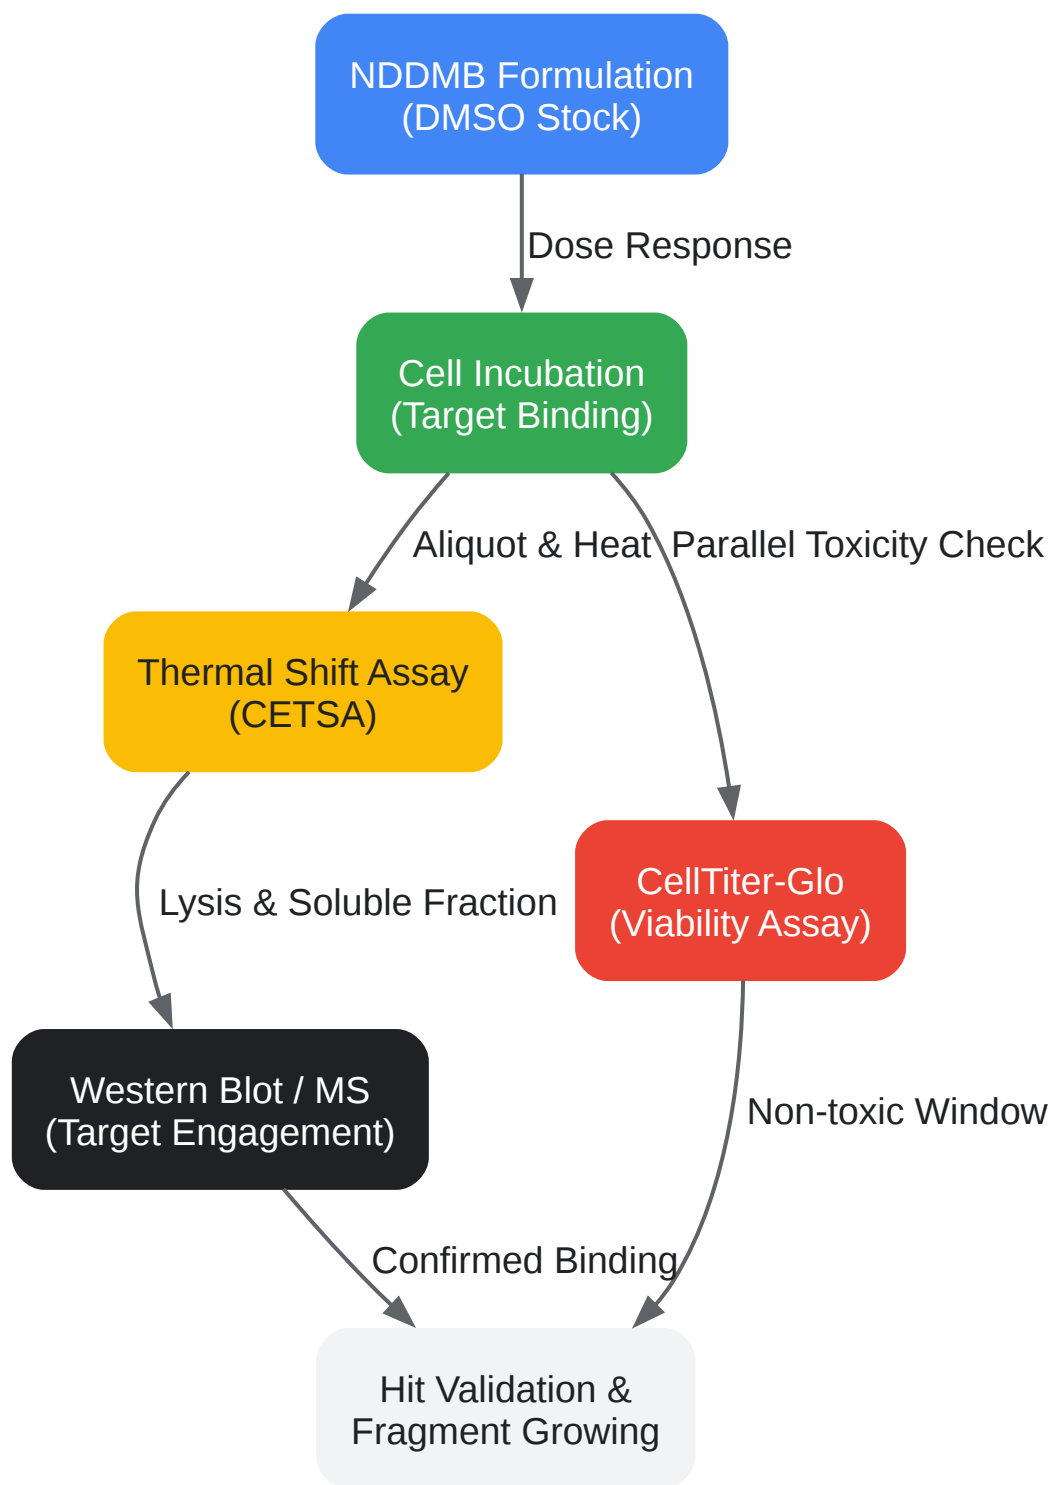 NDDMB Formulation
(DMSO Stock)
Dose Response
Cell Incubation
(Target Binding)
Aliquot & Heat
Parallel Toxicity Check
Thermal Shift Assay
(CETSA)
CellTiter-Glo
(Viability Assay)
Lysis & Soluble Fraction
Western Blot / MS
(Target Engagement)
Non-toxic Window
Confirmed Binding
Hit Validation &
Fragment Growing